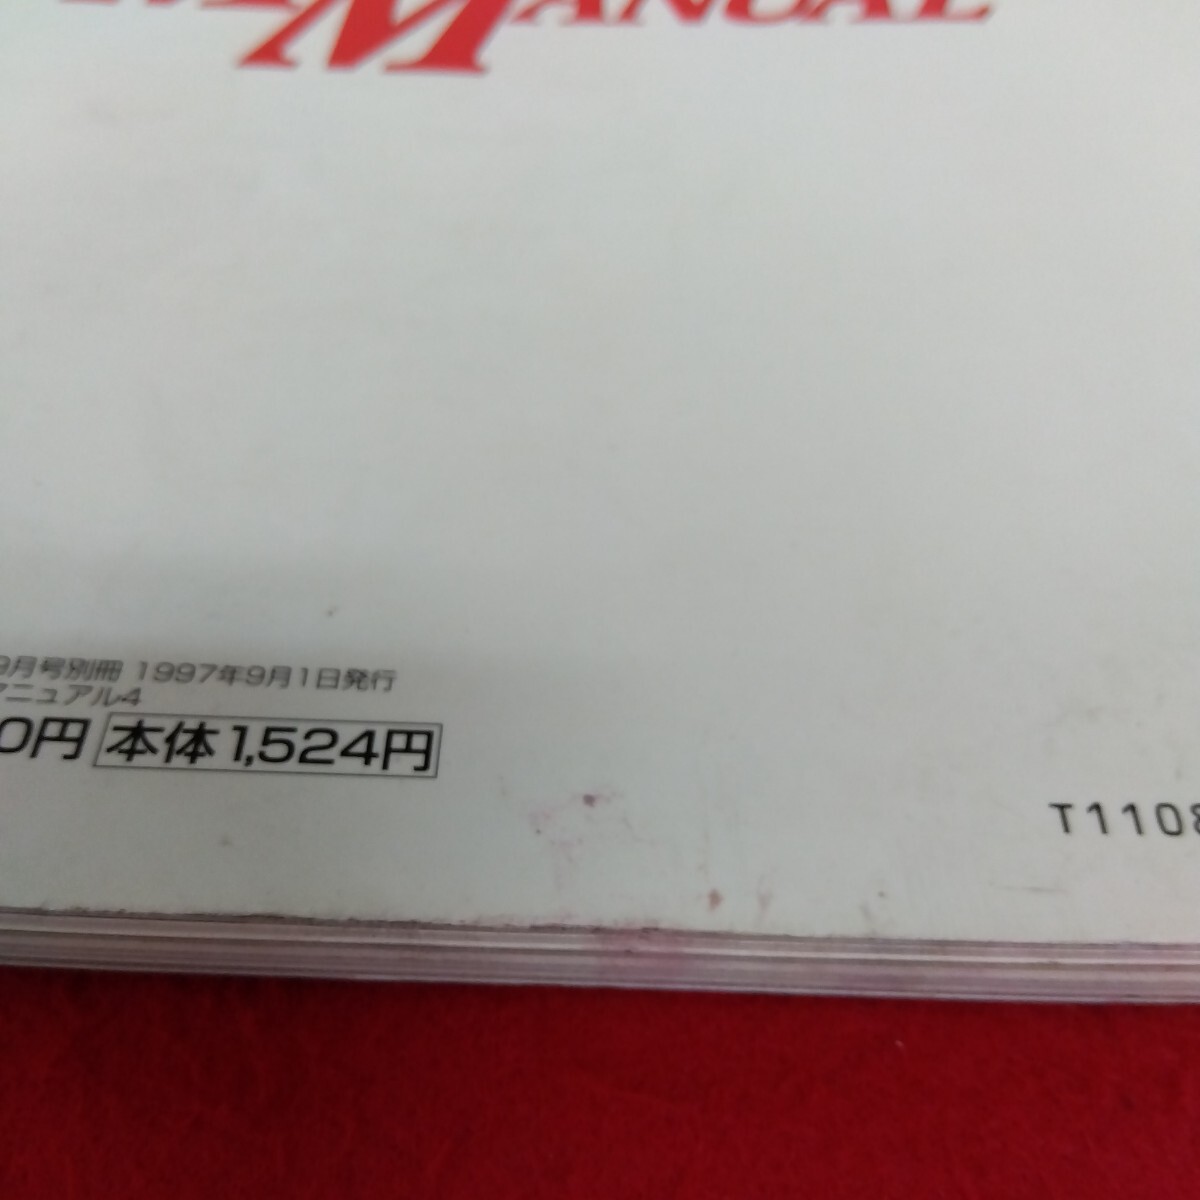 MANUAL
9月号別冊 1997年9月1日発行
マニュアル4
0円 本体1,524円
T1108